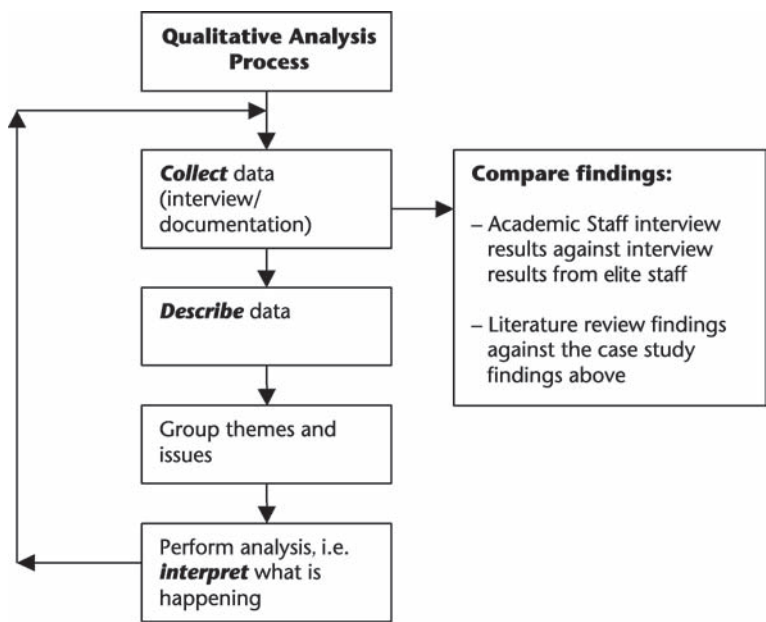 Qualitative Analysis
Process
Collect data
(interview/
documentation)
Compare findings:
– Academic Staff interview
results against interview
results from elite staff
– Literature review findings
against the case study
findings above
Describe data
Group themes and
issues
Perform analysis, i.e.
interpret what is
happening